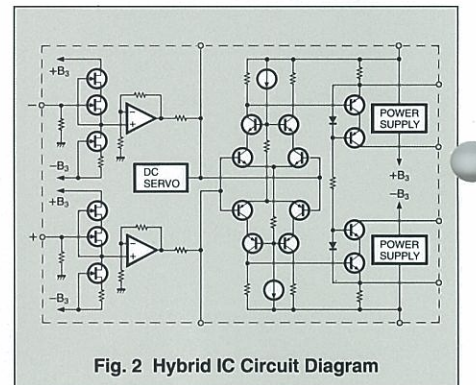 +B₃
−
−B₃
+B₃
+
−B₃
−
+
−
+
DC
SERVO
POWER
SUPPLY
+B₃
−B₃
POWER
SUPPLY
Fig. 2 Hybrid IC Circuit Diagram